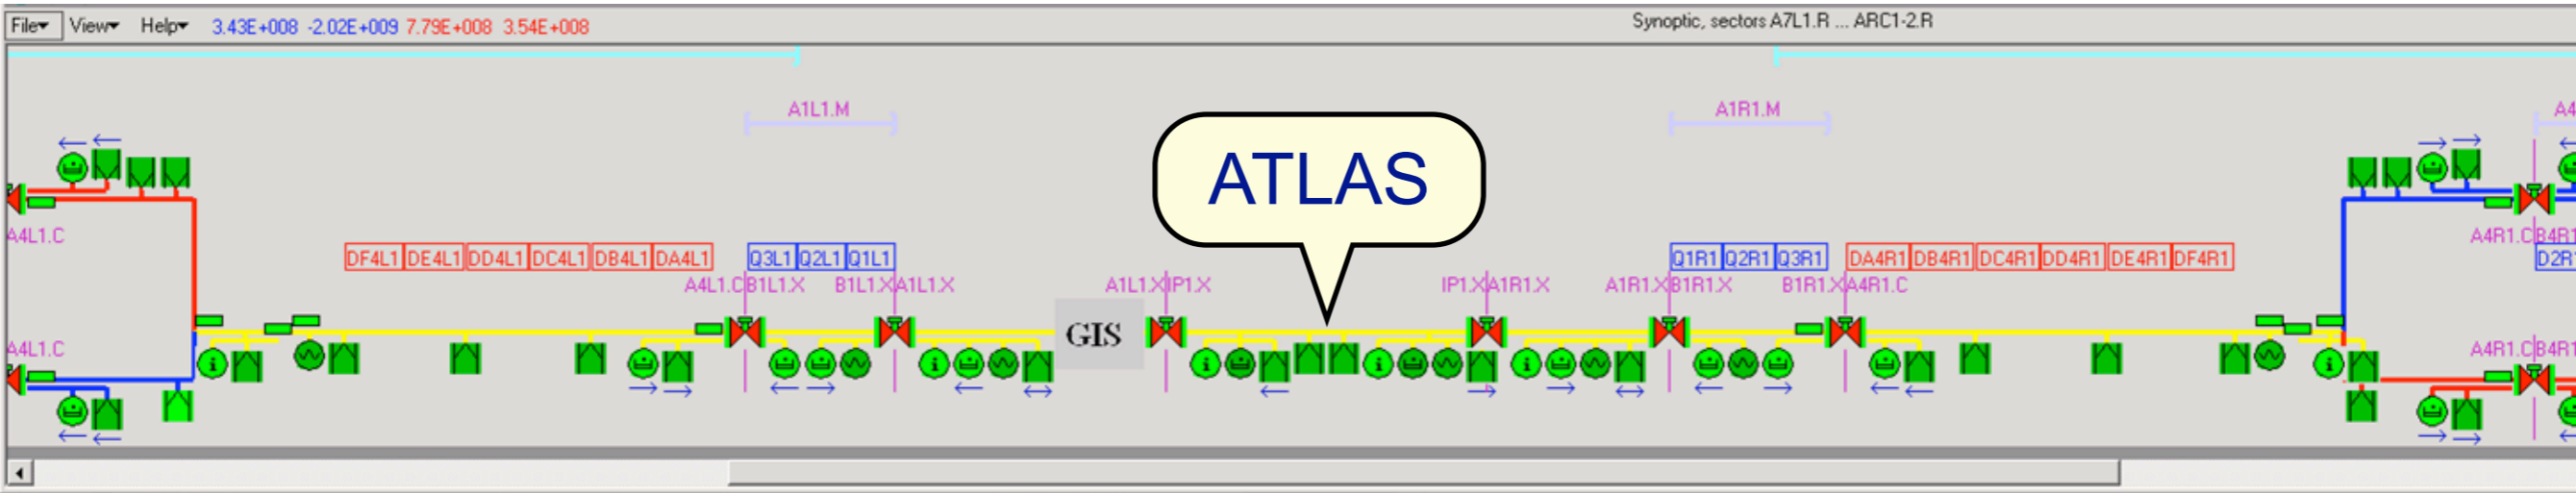 File View Help 3.43E+008 -2.02E+009 7.79E+008 3.54E+008 Synoptic, sectors A7L1.R ... ARC1-2.R
A1L1.M A1R1.M A4
ATLAS
A4L1.C A4R1.C B4R1
DF4L1 DE4L1 DD4L1 DC4L1 DB4L1 DA4L1 Q3L1 Q2L1 Q1L1 Q1R1 Q2R1 Q3R1 DA4R1 DB4R1 DC4R1 DD4R1 DE4R1 DF4R1 D2R1
A4L1.C B1L1.X B1L1.X A1L1.X A1L1.X IP1.X IP1.X A1R1.X A1R1.X B1R1.X B1R1.X A4R1.C
GIS
A4L1.C A4R1.C B4R1